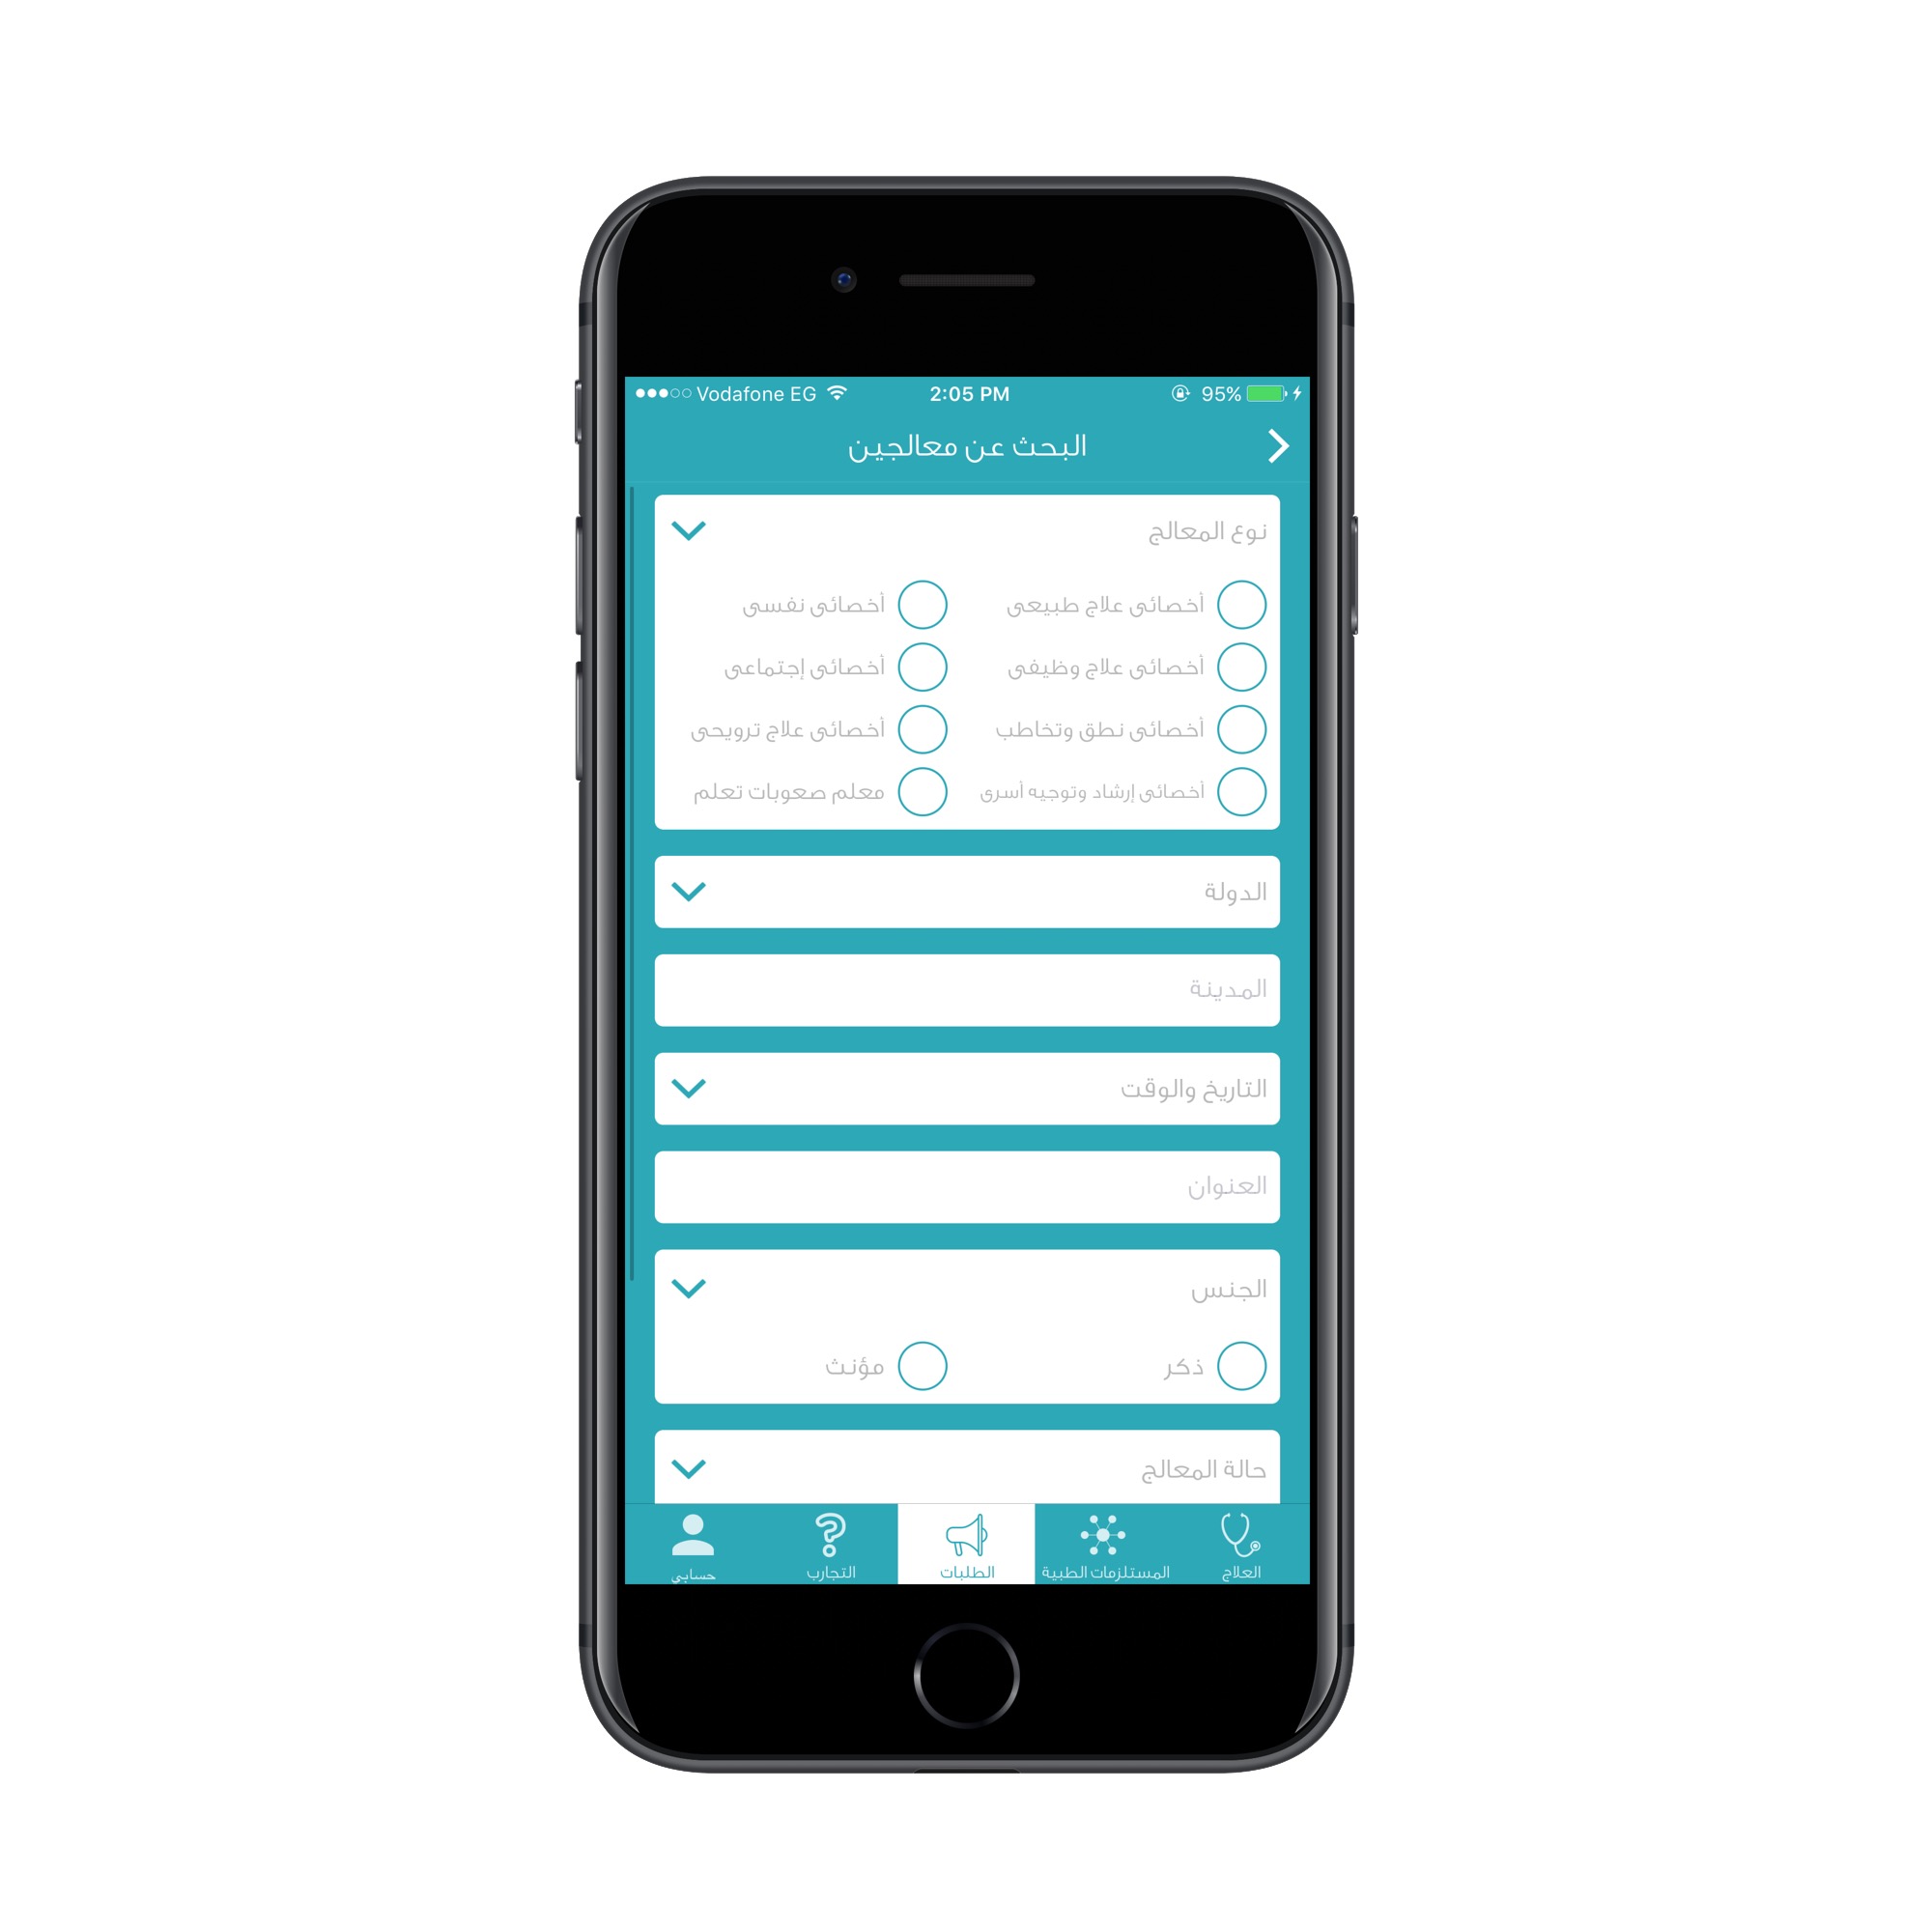 Vodafone EG 2:05 PM 95%
البحث عن معالجين
نوع المعالج
أخصائى علاج طبيعى أخصائى نفسى
أخصائى علاج وظيفى أخصائى إجتماعى
أخصائى نطق وتخاطب أخصائى علاج ترويحى
أخصائى إرشاد وتوجيه أسرى معلم صعوبات تعلم
الدولة
المدينة
التاريخ والوقت
العنوان
الجنس
ذكر مؤنث
حالة المعالج
العلاج المستلزمات الطبية الطلبات التجارب حسابي